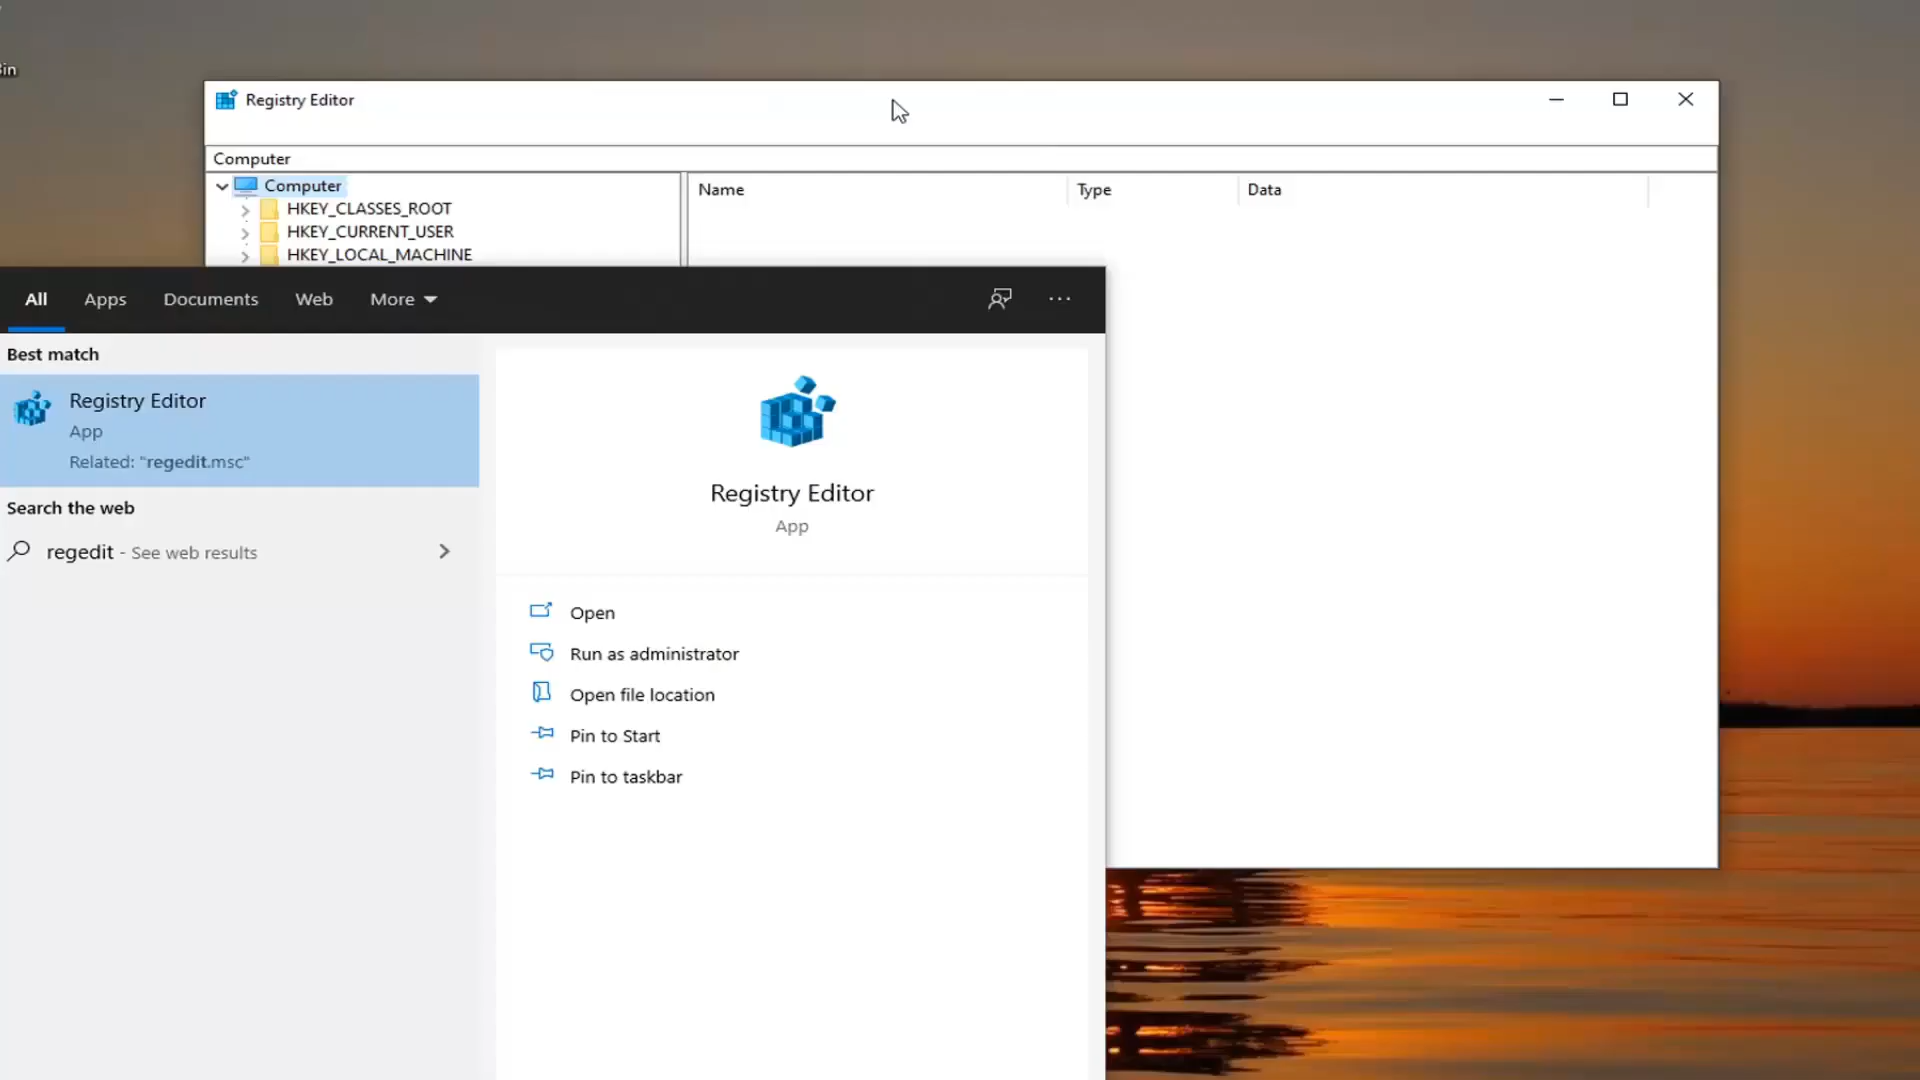 Bin
Registry Editor
Computer
Computer
Name Type Data
HKEY_CLASSES_ROOT
HKEY_CURRENT_USER
HKEY_LOCAL_MACHINE
All Apps Documents Web More
Best match
Registry Editor
App
Related: "regedit.msc"
Search the web
regedit - See web results
Registry Editor
App
Open
Run as administrator
Open file location
Pin to Start
Pin to taskbar